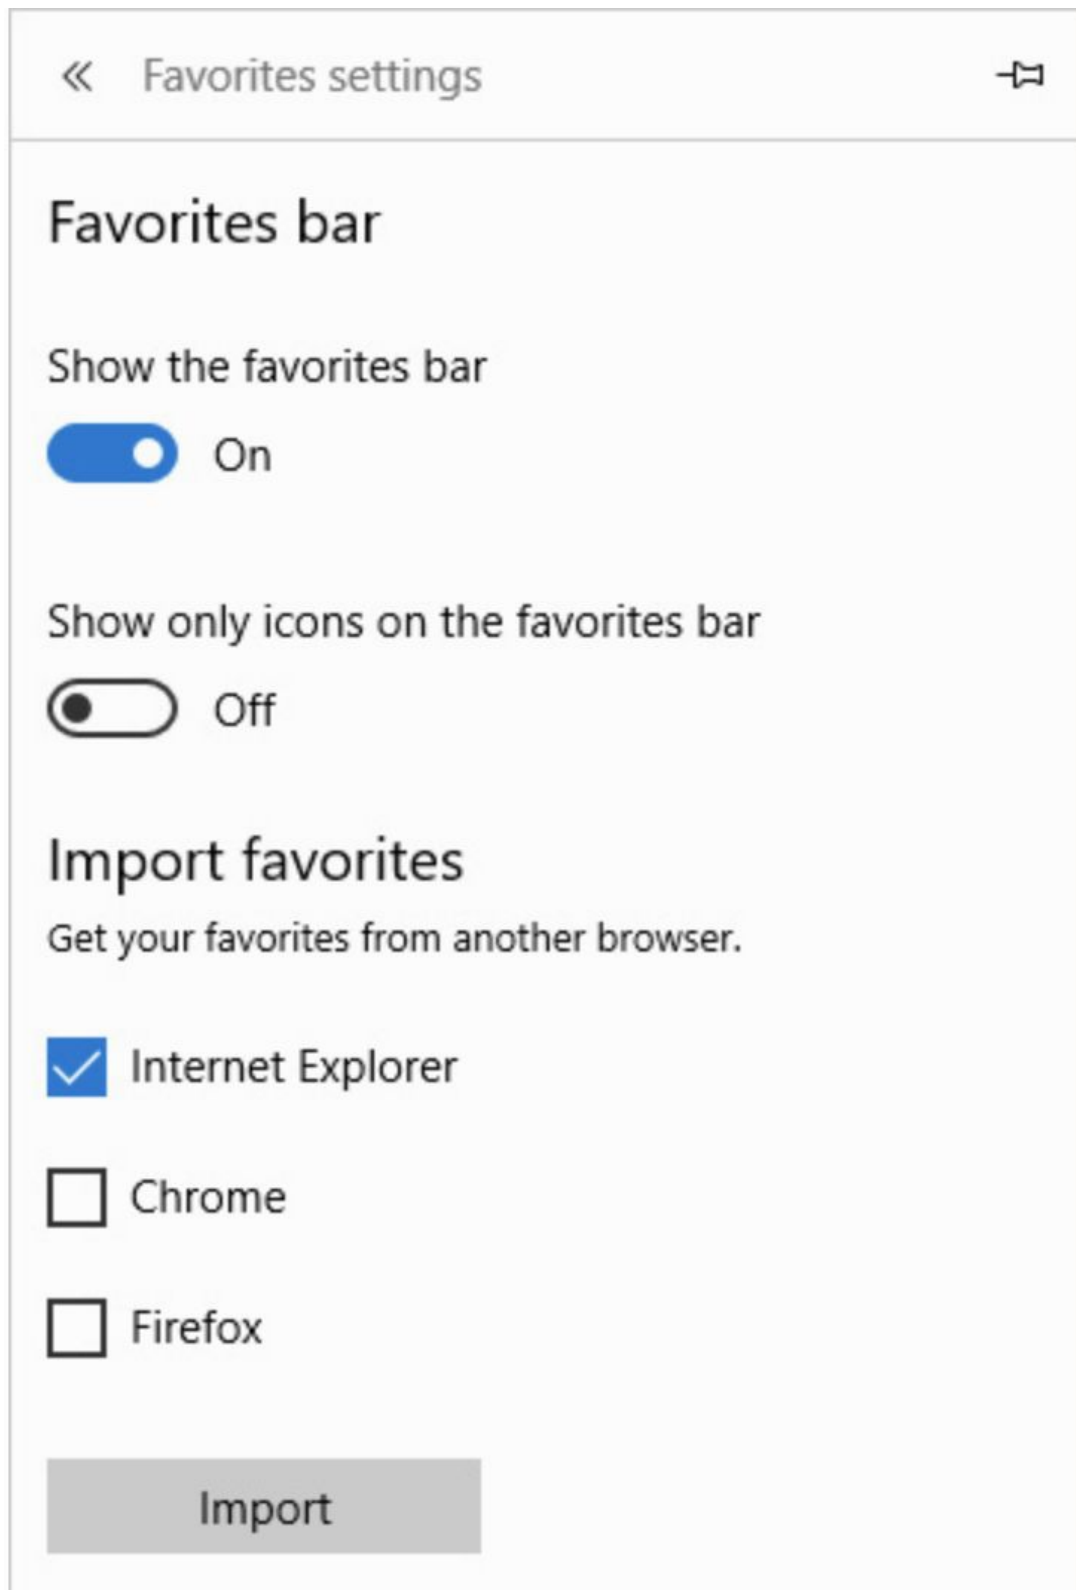 Favorites settings
Favorites bar
Show the favorites bar
On
Show only icons on the favorites bar
Off
Import favorites
Get your favorites from another browser.
Internet Explorer
Chrome
Firefox
Import